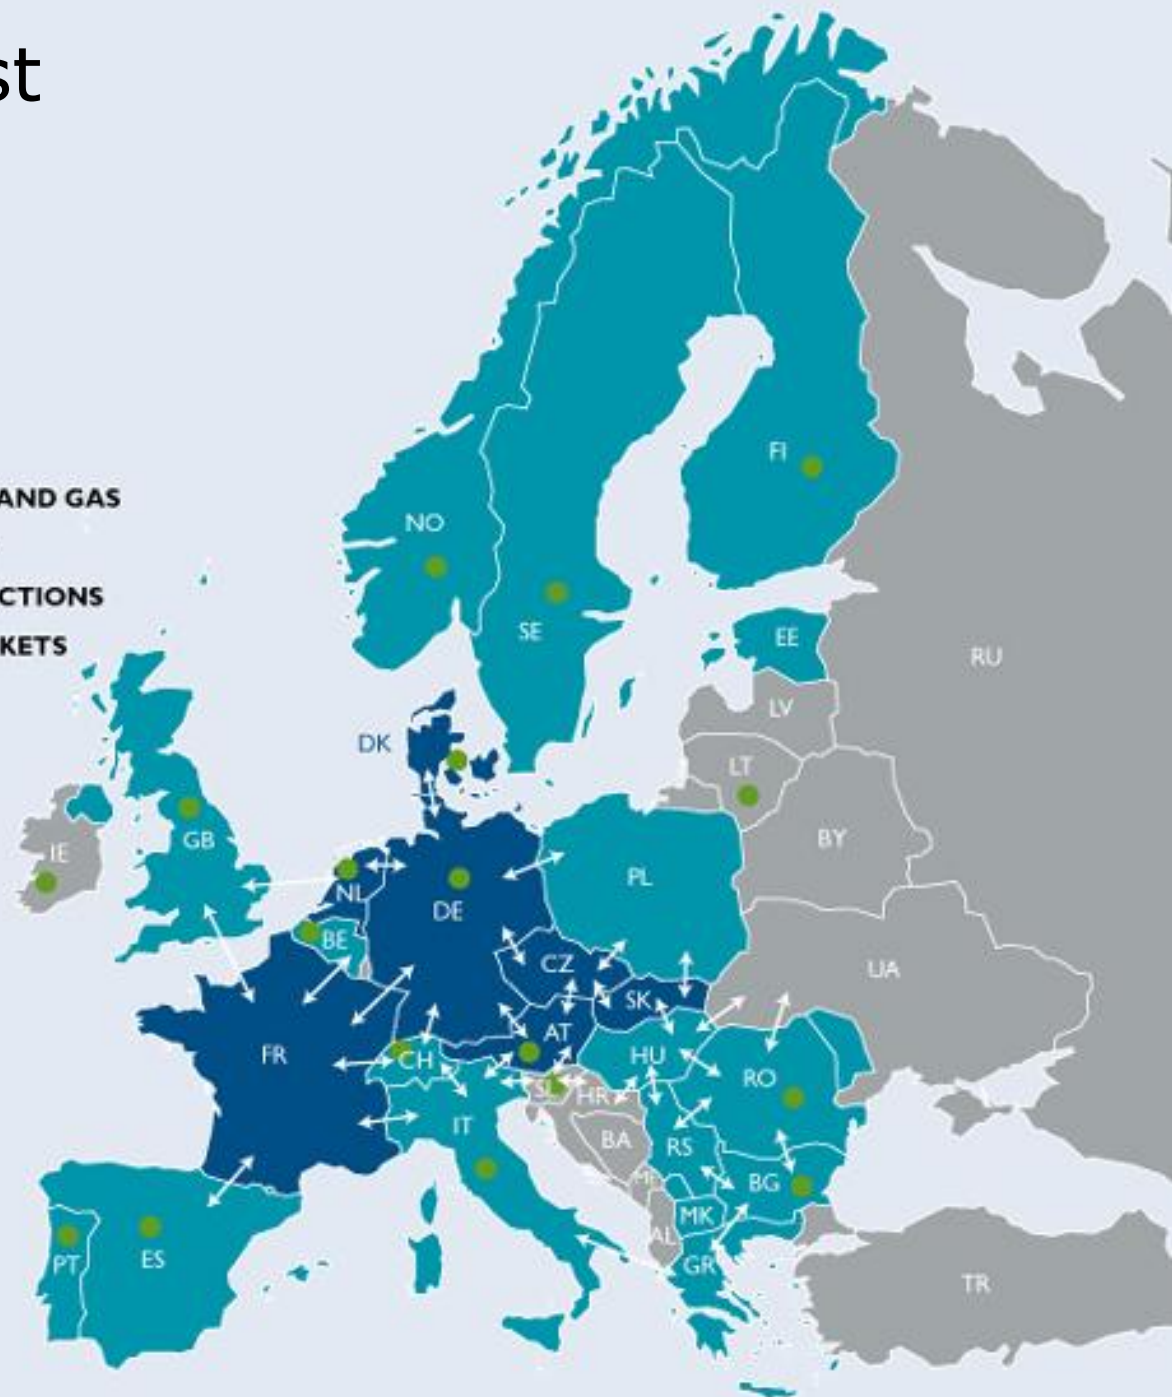 st
AND GAS
CTIONS
KETS
FI
NO
SE
EE
RU
LV
DK
LT
BY
GB
IE
PL
NL
DE
BE
CZ
UA
SK
AT
FR
CH
HU
RO
SL
HR
IT
BA
RS
BG
MK
AL
PT
ES
GR
TR